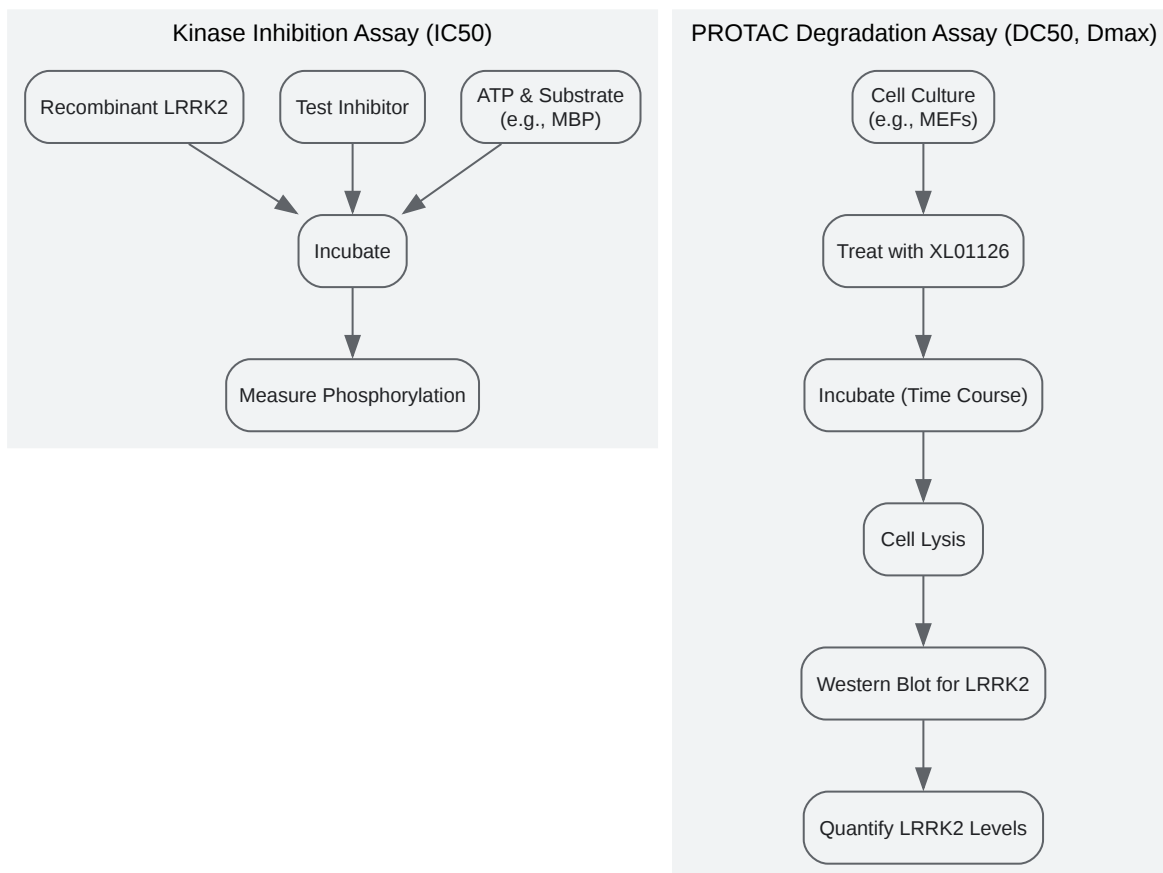 Kinase Inhibition Assay (IC50)
Recombinant LRRK2
Test Inhibitor
ATP & Substrate
(e.g., MBP)
Incubate
Measure Phosphorylation
PROTAC Degradation Assay (DC50, Dmax)
Cell Culture
(e.g., MEFs)
Treat with XL01126
Incubate (Time Course)
Cell Lysis
Western Blot for LRRK2
Quantify LRRK2 Levels